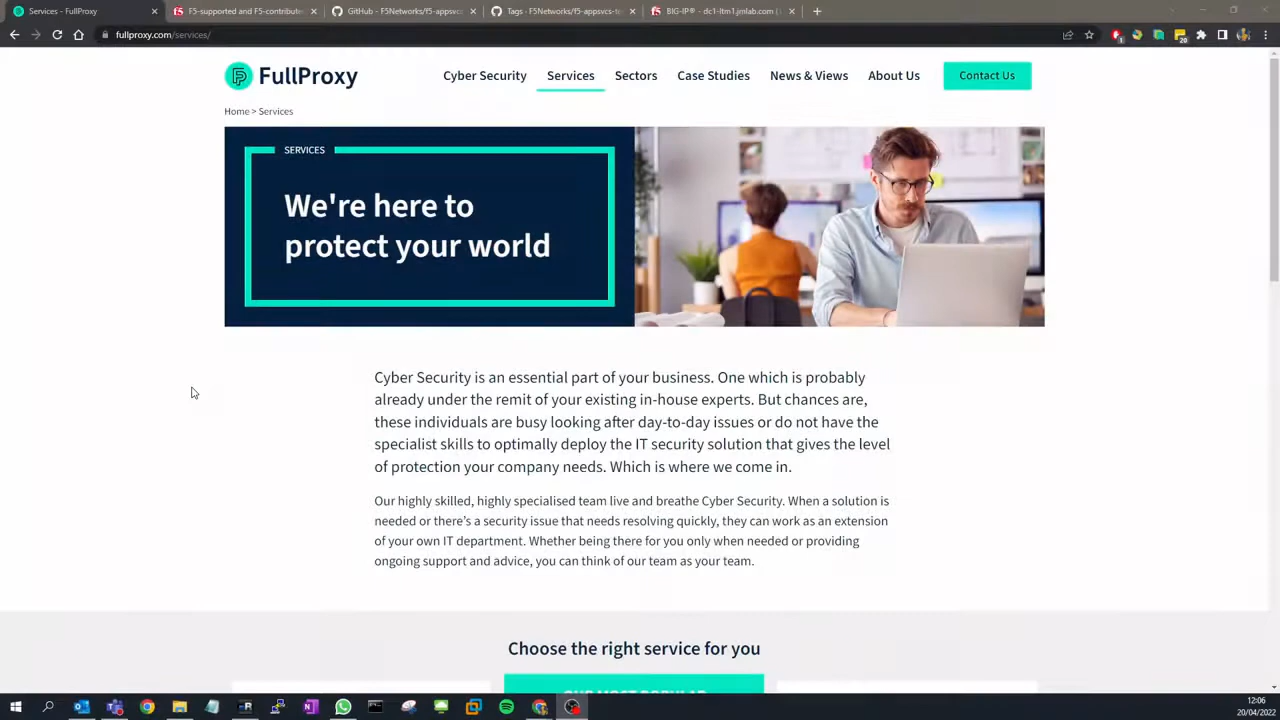 Services - FullProxy
F5-supported and F5-contribute
GitHub - F5Networks/f5-appsvcs
Tags · F5Networks/f5-appsvcs-to
BIG-IP® - dc1-ltm1.jmlab.com (1
fullproxy.com/services/
FullProxy
Cyber Security
Services
Sectors
Case Studies
News & Views
About Us
Contact Us
Home > Services
SERVICES
We're here to
protect your world
Cyber Security is an essential part of your business. One which is probably
already under the remit of your existing in-house experts. But chances are,
these individuals are busy looking after day-to-day issues or do not have the
specialist skills to optimally deploy the IT security solution that gives the level
of protection your company needs. Which is where we come in.
Our highly skilled, highly specialised team live and breathe Cyber Security. When a solution is
needed or there's a security issue that needs resolving quickly, they can work as an extension
of your own IT department. Whether being there for you only when needed or providing
ongoing support and advice, you can think of our team as your team.
Choose the right service for you
OUR MOST POPULAR
12:06
20/04/2022